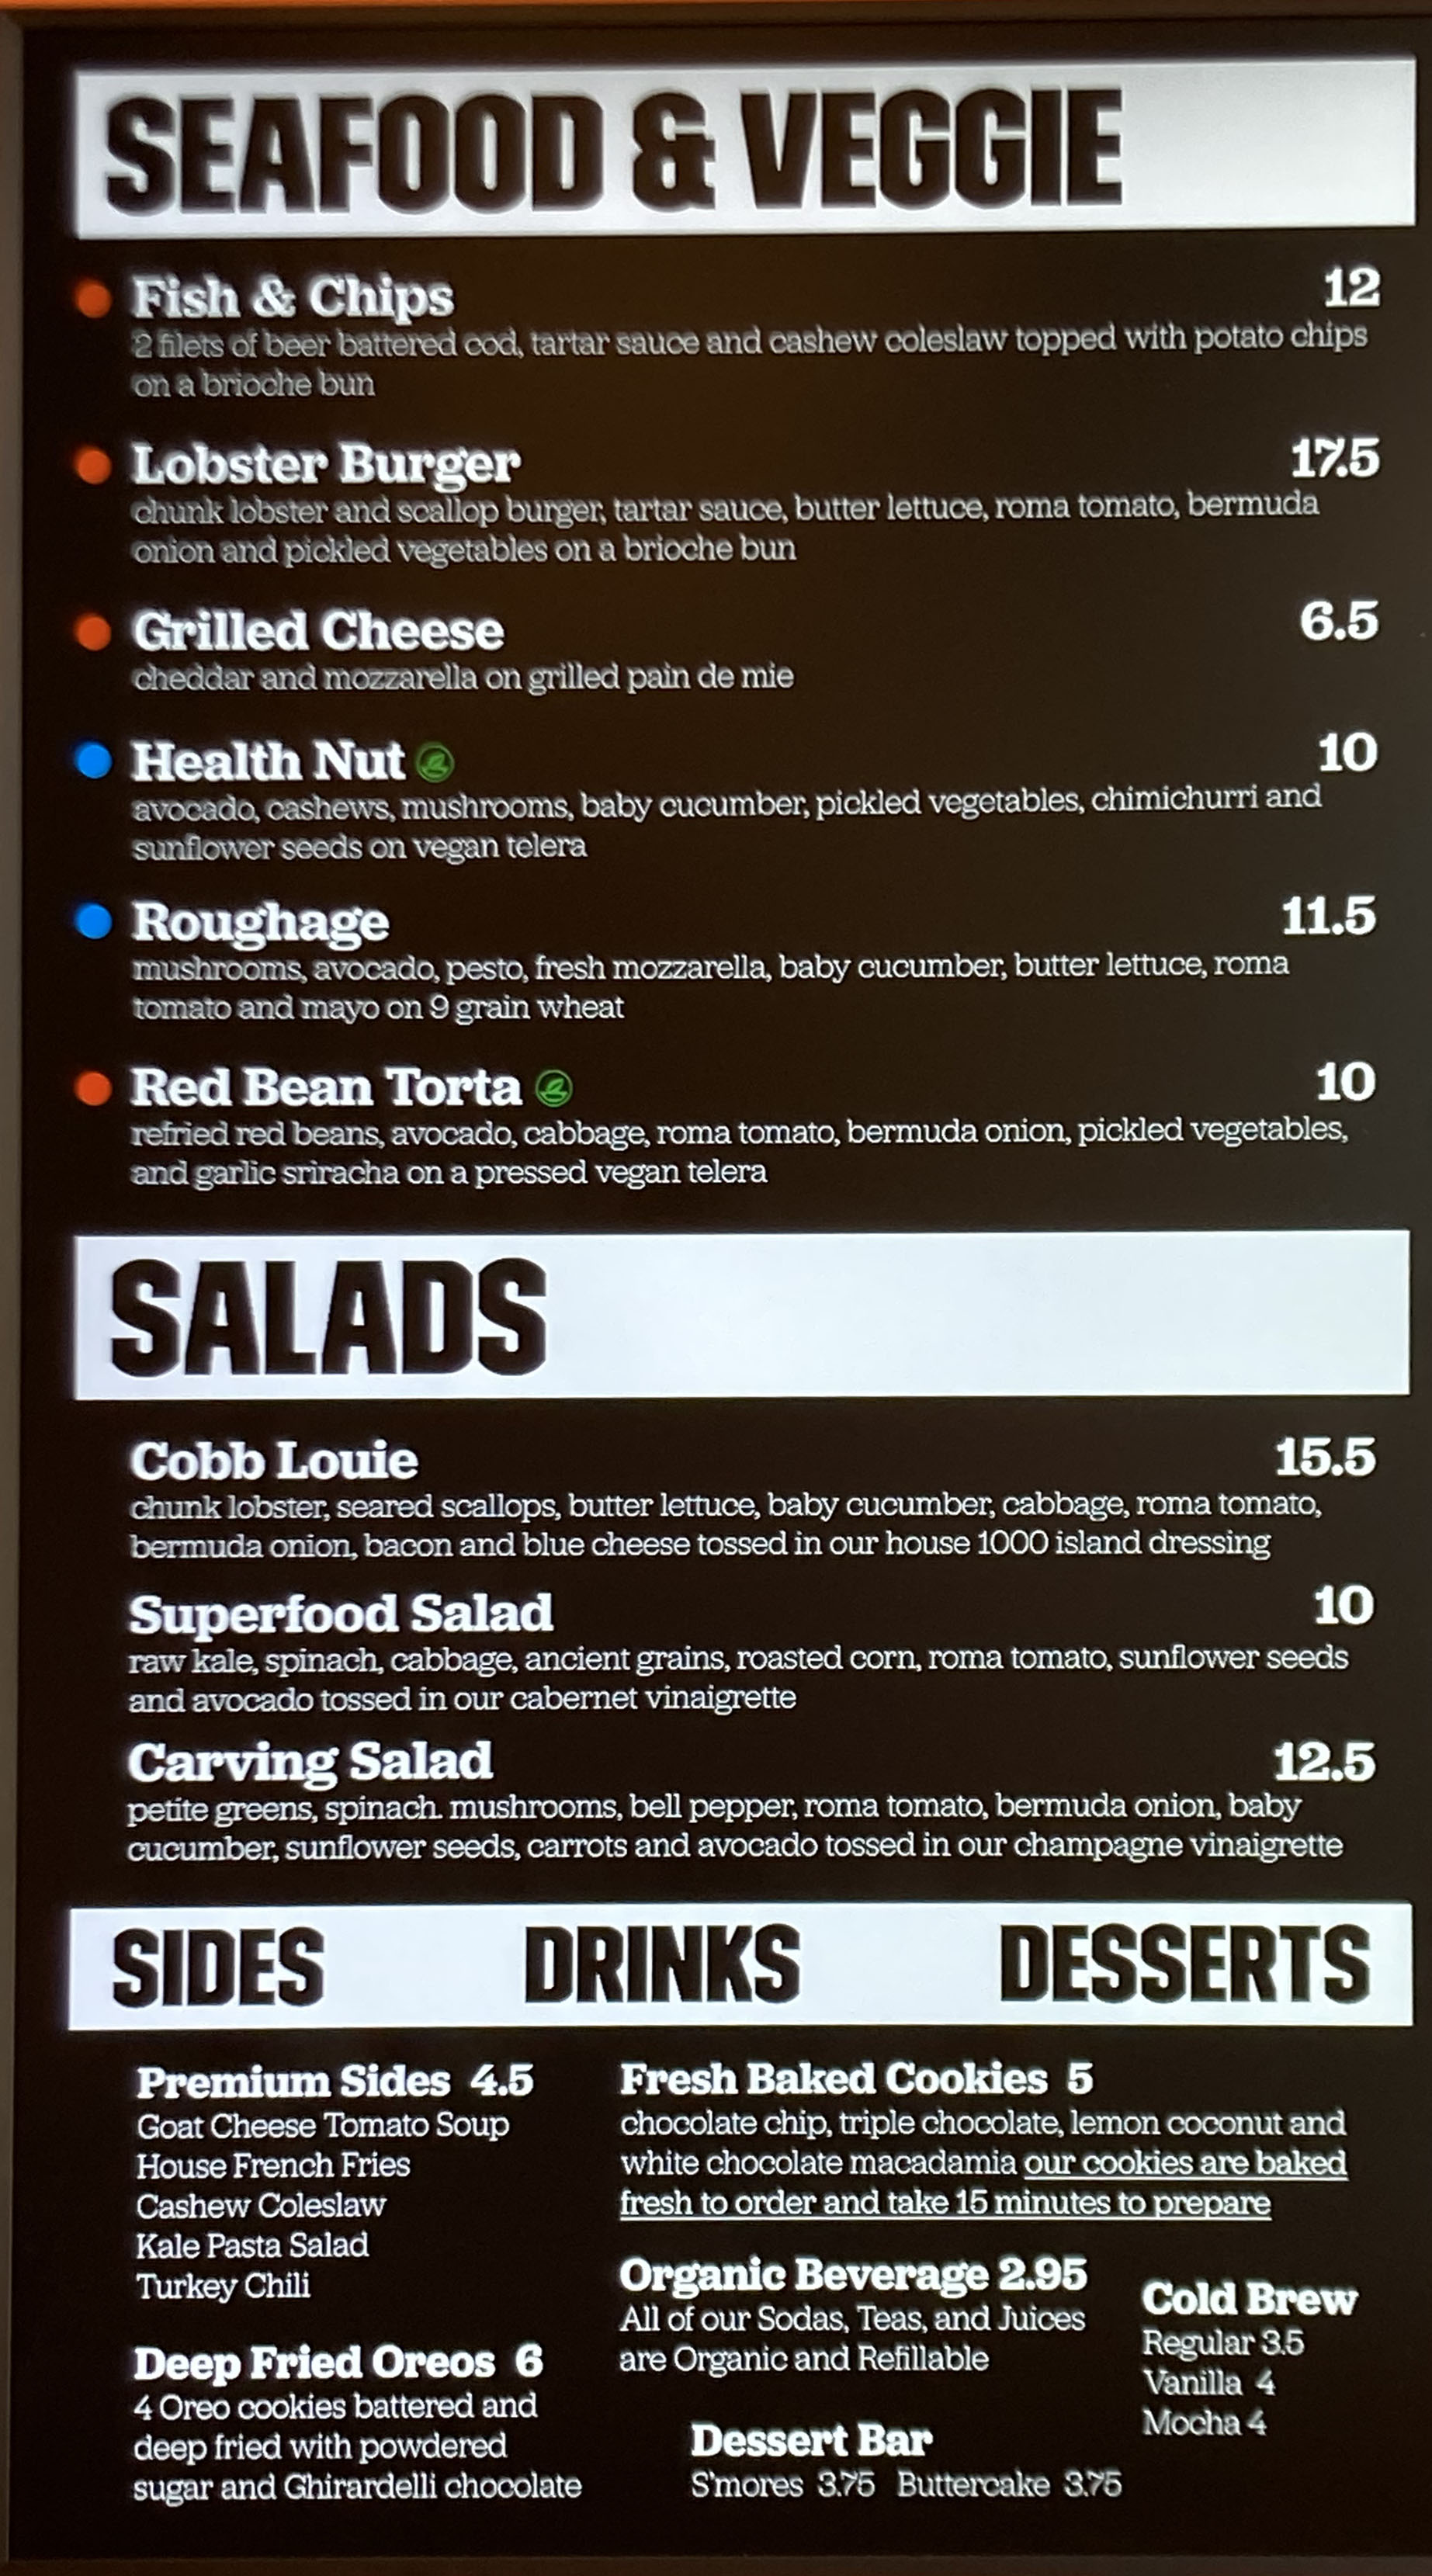 SEAFOOD & VEGGIE
Fish & Chips 12
2 filets of beer battered cod, tartar sauce and cashew coleslaw topped with potato chips
on a brioche bun
Lobster Burger 17.5
chunk lobster and scallop burger, tartar sauce, butter lettuce, roma tomato, bermuda
onion and pickled vegetables on a brioche bun
Grilled Cheese 6.5
cheddar and mozzarella on grilled pain de mie
Health Nut 10
avocado, cashews, mushrooms, baby cucumber, pickled vegetables, chimichurri and
sunflower seeds on vegan telera
Roughage 11.5
mushrooms, avocado, pesto, fresh mozzarella, baby cucumber, butter lettuce, roma
tomato and mayo on 9 grain wheat
Red Bean Torta 10
refried red beans, avocado, cabbage, roma tomato, bermuda onion, pickled vegetables,
and garlic sriracha on a pressed vegan telera
SALADS
Cobb Louie 15.5
chunk lobster, seared scallops, butter lettuce, baby cucumber, cabbage, roma tomato,
bermuda onion, bacon and blue cheese tossed in our house 1000 island dressing
Superfood Salad 10
raw kale, spinach, cabbage, ancient grains, roasted corn, roma tomato, sunflower seeds
and avocado tossed in our cabernet vinaigrette
Carving Salad 12.5
petite greens, spinach. mushrooms, bell pepper, roma tomato, bermuda onion, baby
cucumber, sunflower seeds, carrots and avocado tossed in our champagne vinaigrette
SIDES DRINKS DESSERTS
Premium Sides 4.5
Goat Cheese Tomato Soup
House French Fries
Cashew Coleslaw
Kale Pasta Salad
Turkey Chili
Deep Fried Oreos 6
4 Oreo cookies battered and
deep fried with powdered
sugar and Ghirardelli chocolate
Fresh Baked Cookies 5
chocolate chip, triple chocolate, lemon coconut and
white chocolate macadamia our cookies are baked
fresh to order and take 15 minutes to prepare
Organic Beverage 2.95
All of our Sodas, Teas, and Juices
are Organic and Refillable
Cold Brew
Regular 3.5
Vanilla 4
Mocha 4
Dessert Bar
S'mores 3.75 Buttercake 3.75